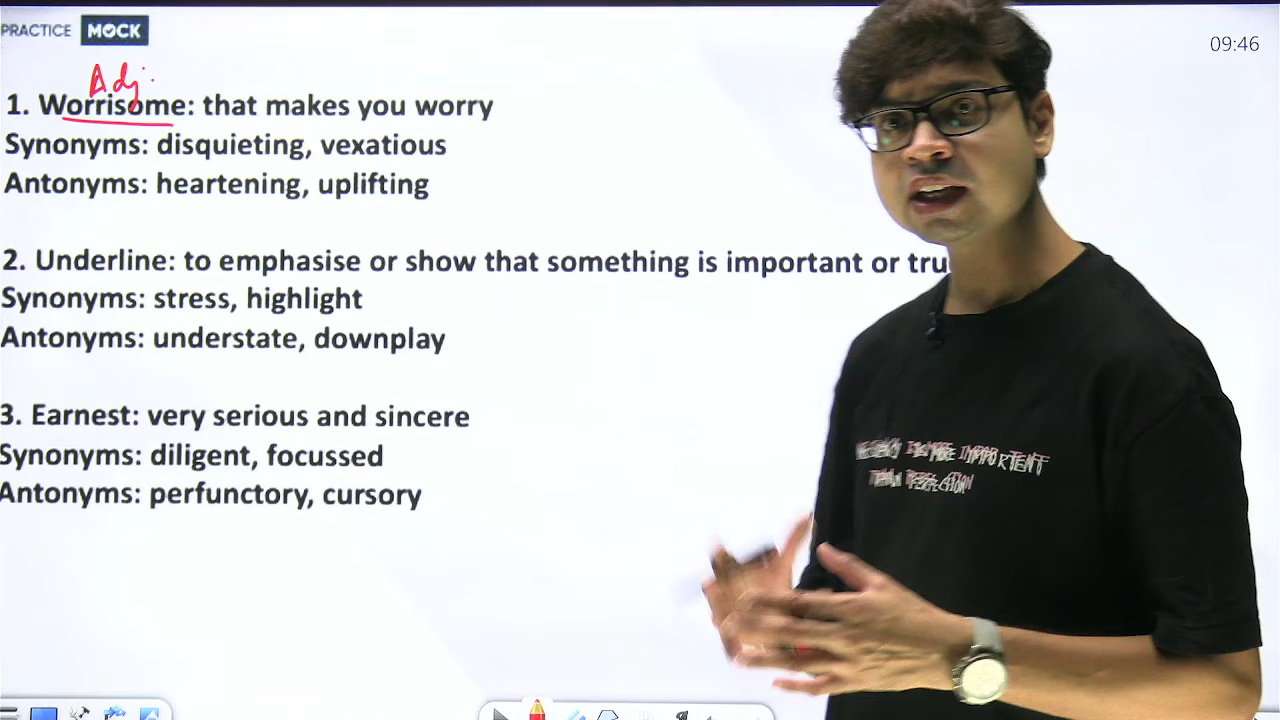 PRACTICE MOCK
09:46
Adj.
1. Worrisome: that makes you worry
Synonyms: disquieting, vexatious
Antonyms: heartening, uplifting
2. Underline: to emphasise or show that something is important or tru
Synonyms: stress, highlight
Antonyms: understate, downplay
3. Earnest: very serious and sincere
Synonyms: diligent, focussed
Antonyms: perfunctory, cursory